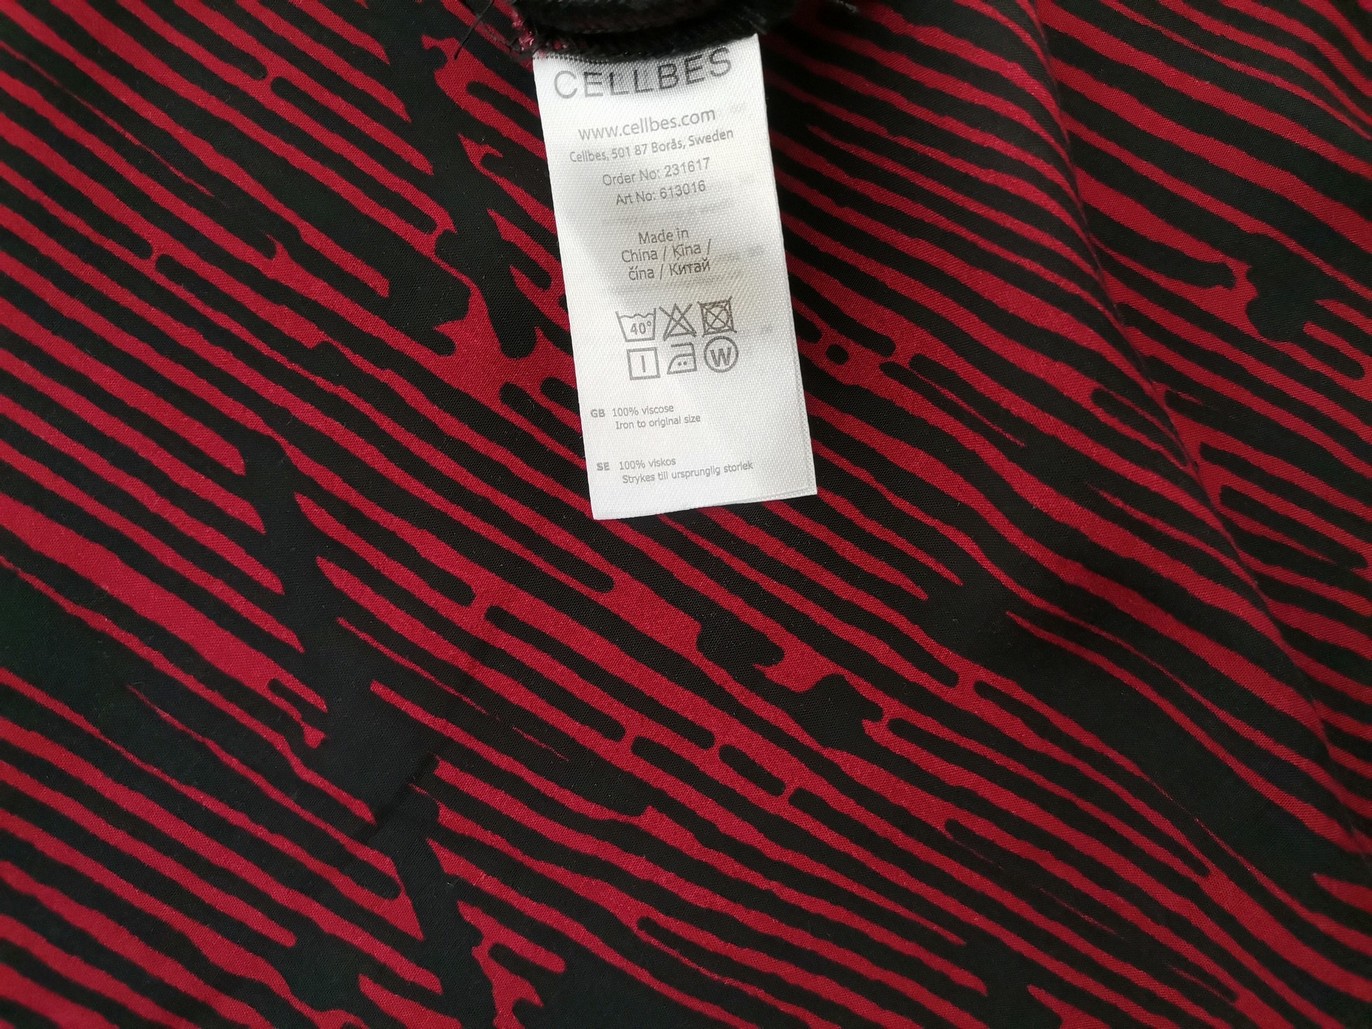 CELLBES
www.cellbes.com
Cellbes, 501 87 Borås, Sweden
Order No: 231617
Art No: 613016
Made in
China / Ķīna /
čína / Китай
40°
I
W
GB 100% viscose
Iron to original size
SE 100% viskos
Strykes till ursprunglig storlek